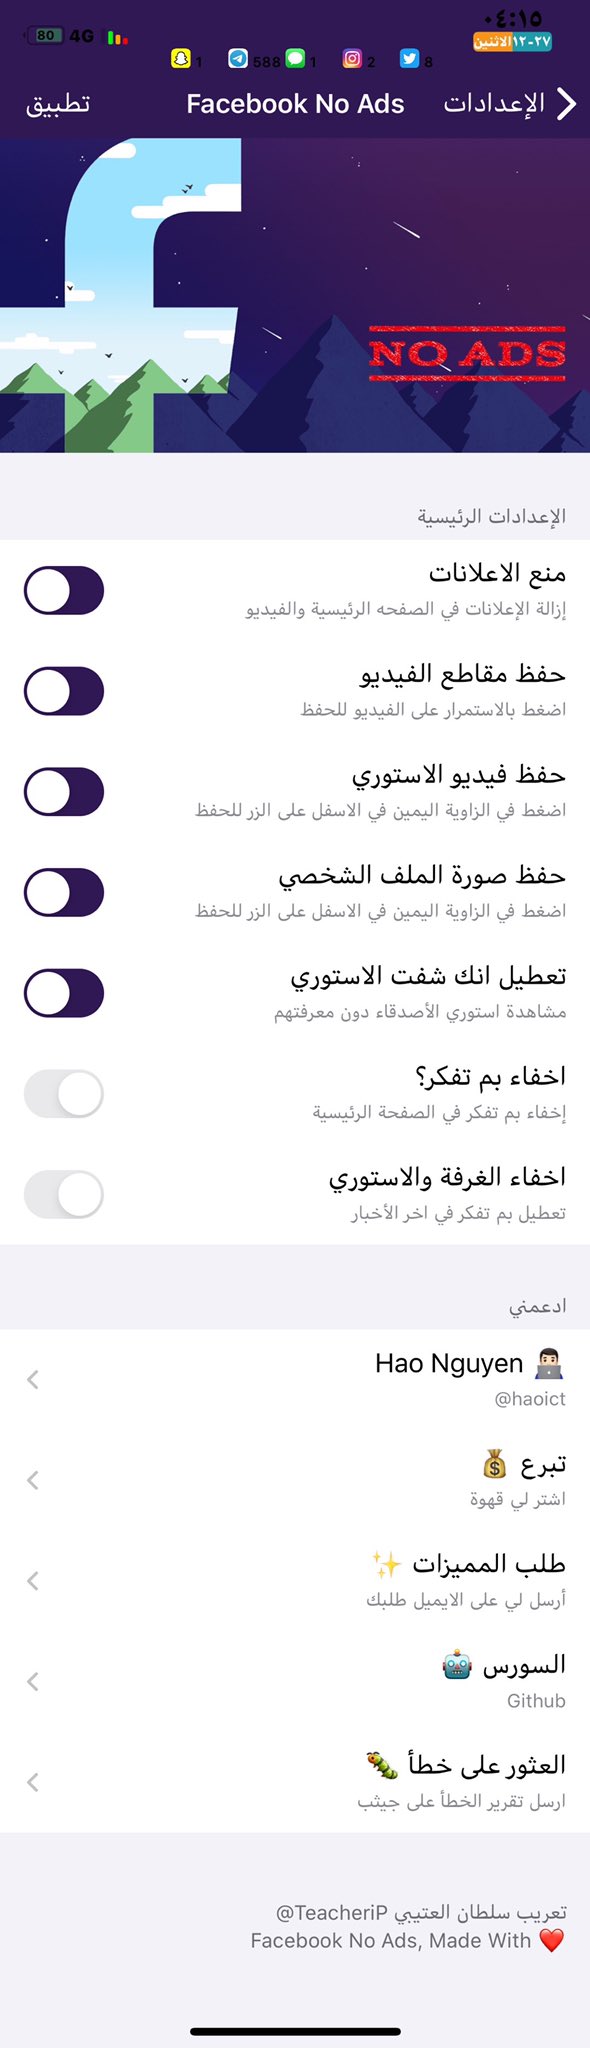 ٠٤:١٥
١٢-٢٧ الاثنين
80 4G
1 588 1 2 8
الإعدادات
Facebook No Ads
تطبيق
NO ADS
الإعدادات الرئيسية
منع الاعلانات
إزالة الإعلانات في الصفحه الرئيسية والفيديو
حفظ مقاطع الفيديو
اضغط بالاستمرار على الفيديو للحفظ
حفظ فيديو الاستوري
اضغط في الزاوية اليمين في الاسفل على الزر للحفظ
حفظ صورة الملف الشخصي
اضغط في الزاوية اليمين في الاسفل على الزر للحفظ
تعطيل انك شفت الاستوري
مشاهدة استوري الأصدقاء دون معرفتهم
اخفاء بم تفكر؟
إخفاء بم تفكر في الصفحة الرئيسية
اخفاء الغرفة والاستوري
تعطيل بم تفكر في اخر الأخبار
ادعمني
Hao Nguyen 👨🏻‍💻
@haoict
تبرع 💰
اشتر لي قهوة
طلب المميزات ✨
أرسل لي على الايميل طلبك
السورس 🤖
Github
العثور على خطأ 🐛
ارسل تقرير الخطأ على جيثب
تعريب سلطان العتيبي @TeacheriP
Facebook No Ads, Made With ❤️